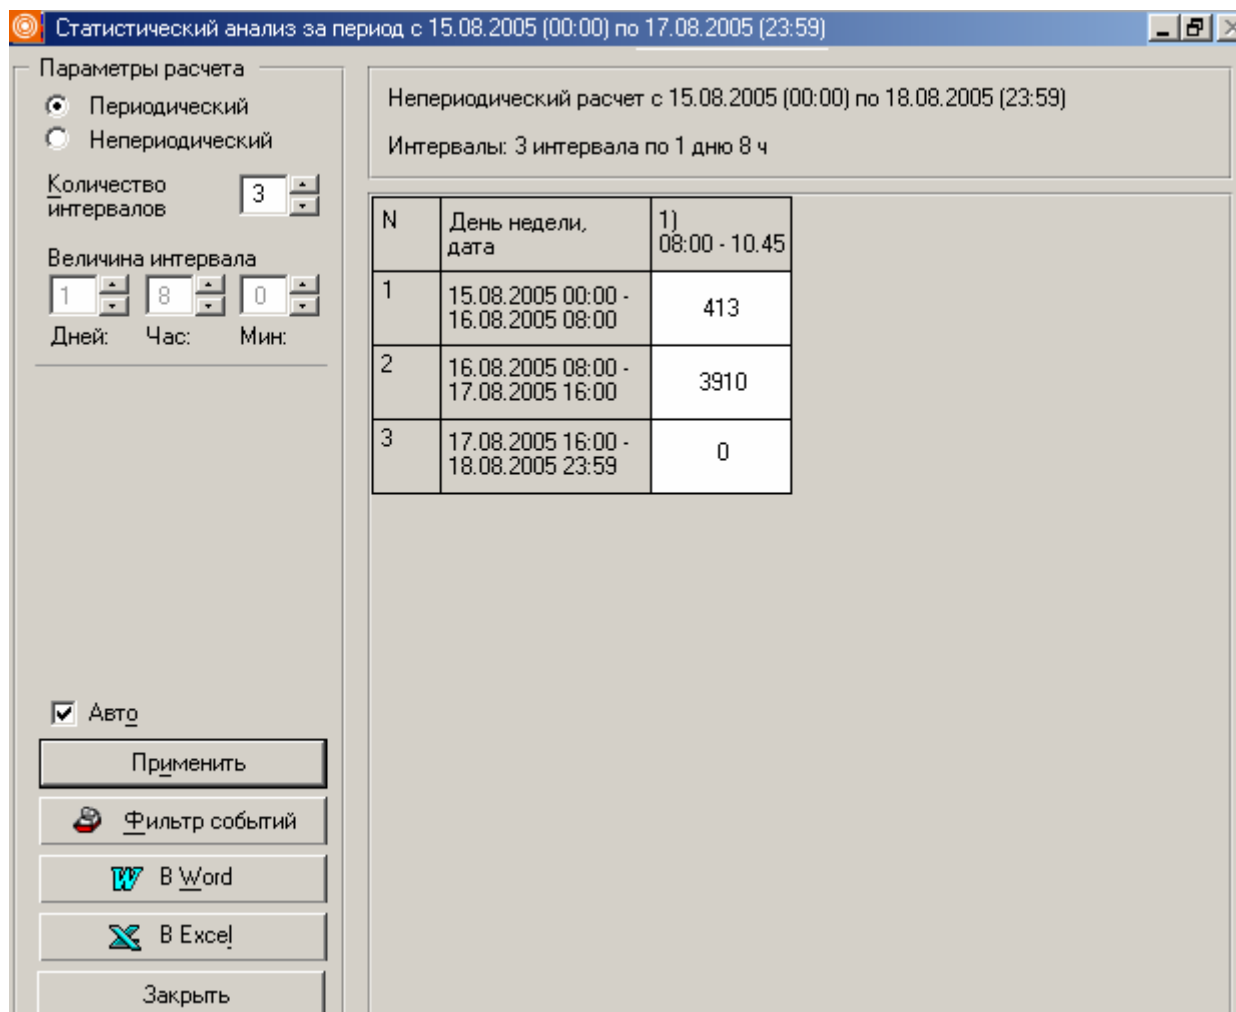 Статистический анализ за период с 15.08.2005 (00:00) по 17.08.2005 (23:59)
Параметры расчета
Периодический
Непериодический
Количество
интервалов
3
Величина интервала
1 8 0
Дней: Час: Мин:
Авто
Применить
Фильтр событий
В Word
В Excel
Закрыть
Непериодический расчет с 15.08.2005 (00:00) по 18.08.2005 (23:59)
Интервалы: 3 интервала по 1 дню 8 ч
N
День недели,
дата
1)
08:00 - 10.45
1
15.08.2005 00:00 -
16.08.2005 08:00
413
2
16.08.2005 08:00 -
17.08.2005 16:00
3910
3
17.08.2005 16:00 -
18.08.2005 23:59
0